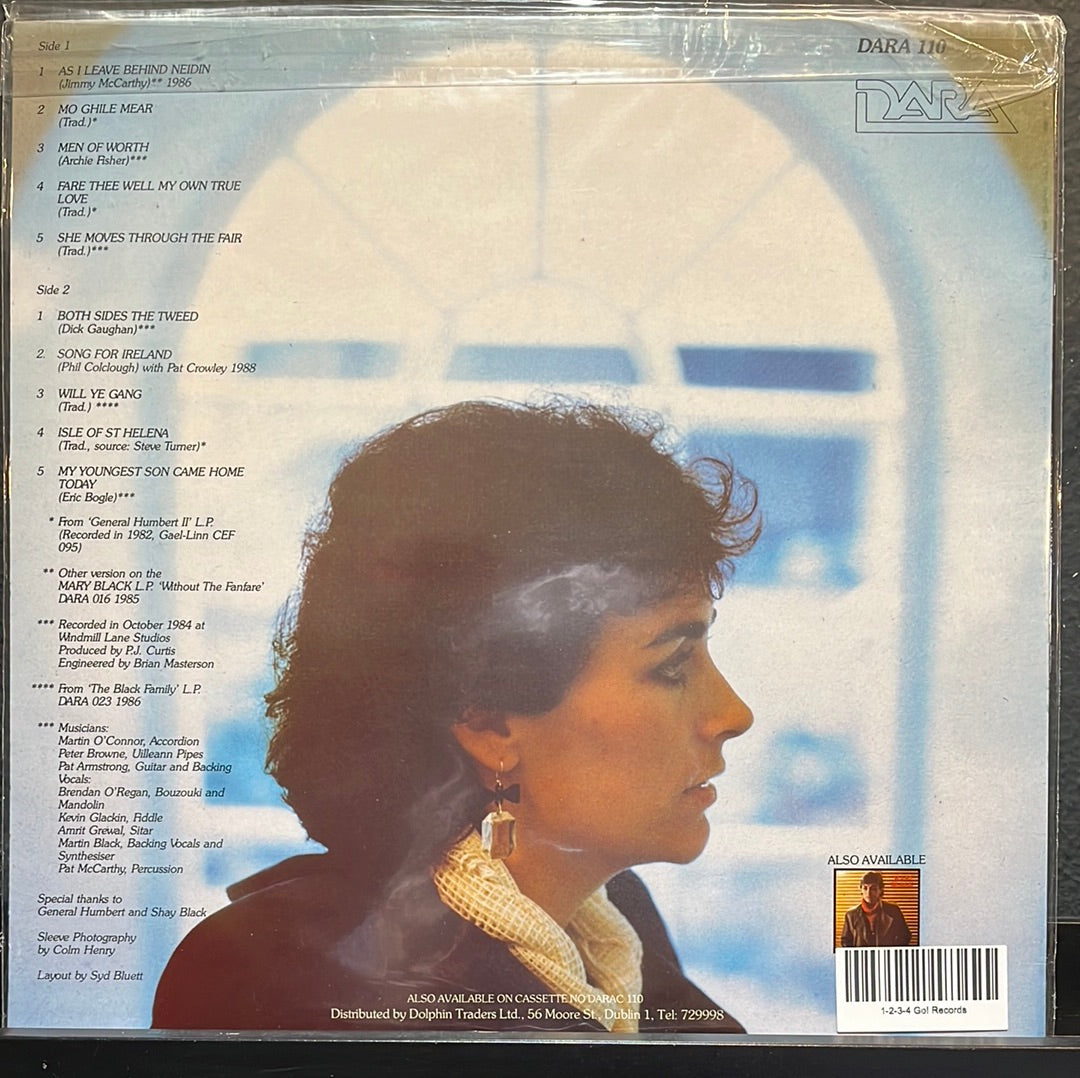 Side 1
1 AS I LEAVE BEHIND NEIDIN
(Jimmy McCarthy)** 1986
2 MO GHILE MEAR
(Trad.)*
3 MEN OF WORTH
(Archie Fisher)***
4 FARE THEE WELL MY OWN TRUE
LOVE
(Trad.)*
5 SHE MOVES THROUGH THE FAIR
(Trad.)***
Side 2
1 BOTH SIDES THE TWEED
(Dick Gaughan)***
2. SONG FOR IRELAND
(Phil Colclough) with Pat Crowley 1988
3 WILL YE GANG
(Trad.) ****
4 ISLE OF ST HELENA
(Trad., source: Steve Turner)*
5 MY YOUNGEST SON CAME HOME
TODAY
(Eric Bogle)***
* From 'General Humbert II' L.P.
(Recorded in 1982, Gael-Linn CEF
095)
** Other version on the
MARY BLACK L.P. 'Without The Fanfare'
DARA 016 1985
*** Recorded in October 1984 at
Windmill Lane Studios
Produced by P.J. Curtis
Engineered by Brian Masterson
**** From 'The Black Family' L.P.
DARA 023 1986
*** Musicians:
Martin O'Connor, Accordion
Peter Browne, Uilleann Pipes
Pat Armstrong, Guitar and Backing
Vocals:
Brendan O'Regan, Bouzouki and
Mandolin
Kevin Glackin, Fiddle
Amrit Grewal, Sitar
Martin Black, Backing Vocals and
Synthesiser
Pat McCarthy, Percussion
Special thanks to
General Humbert and Shay Black
Sleeve Photography
by Colm Henry
Layout by Syd Bluett
DARA 110
DARA
ALSO AVAILABLE
1-2-3-4 Go! Records
ALSO AVAILABLE ON CASSETTE NO DARAC 110
Distributed by Dolphin Traders Ltd., 56 Moore St., Dublin 1, Tel: 729998